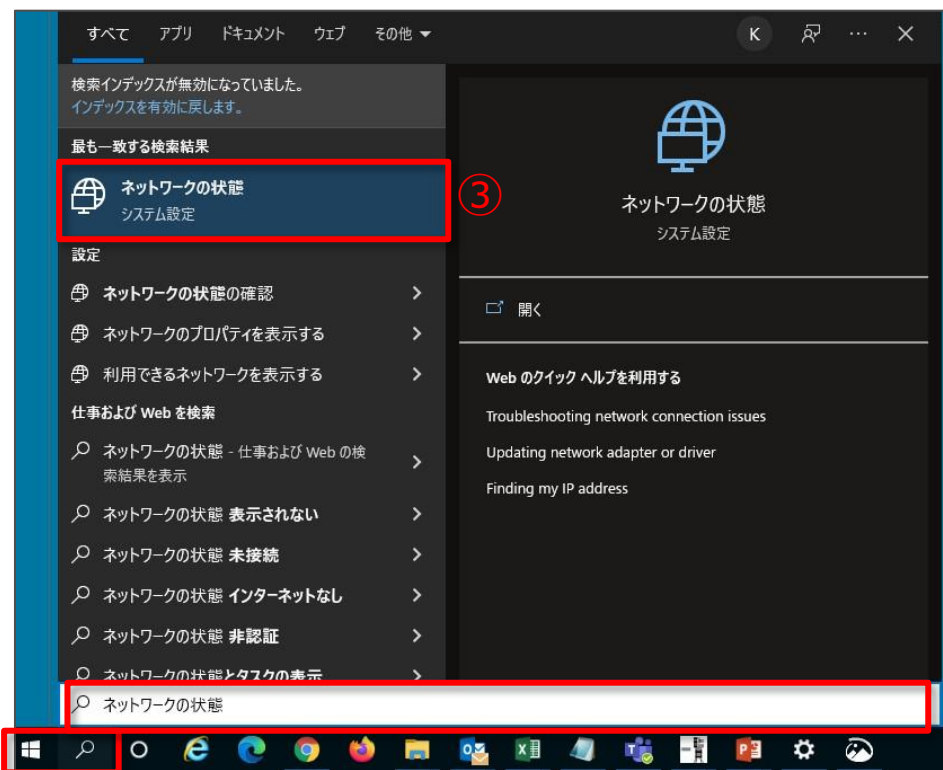 すべて アプリ ドキュメント ウェブ その他 ▼ K … ×
検索インデックスが無効になっていました。
インデックスを有効に戻します。
最も一致する検索結果
ネットワークの状態
システム設定
③
設定
ネットワークの状態の確認
ネットワークのプロパティを表示する
利用できるネットワークを表示する
仕事および Web を検索
ネットワークの状態 - 仕事および Web の検
索結果を表示
ネットワークの状態 表示されない
ネットワークの状態 未接続
ネットワークの状態 インターネットなし
ネットワークの状態 非認証
ネットワークの状態とタスクの表示
ネットワークの状態
システム設定
開く
Web のクイック ヘルプを利用する
Troubleshooting network connection issues
Updating network adapter or driver
Finding my IP address
ネットワークの状態